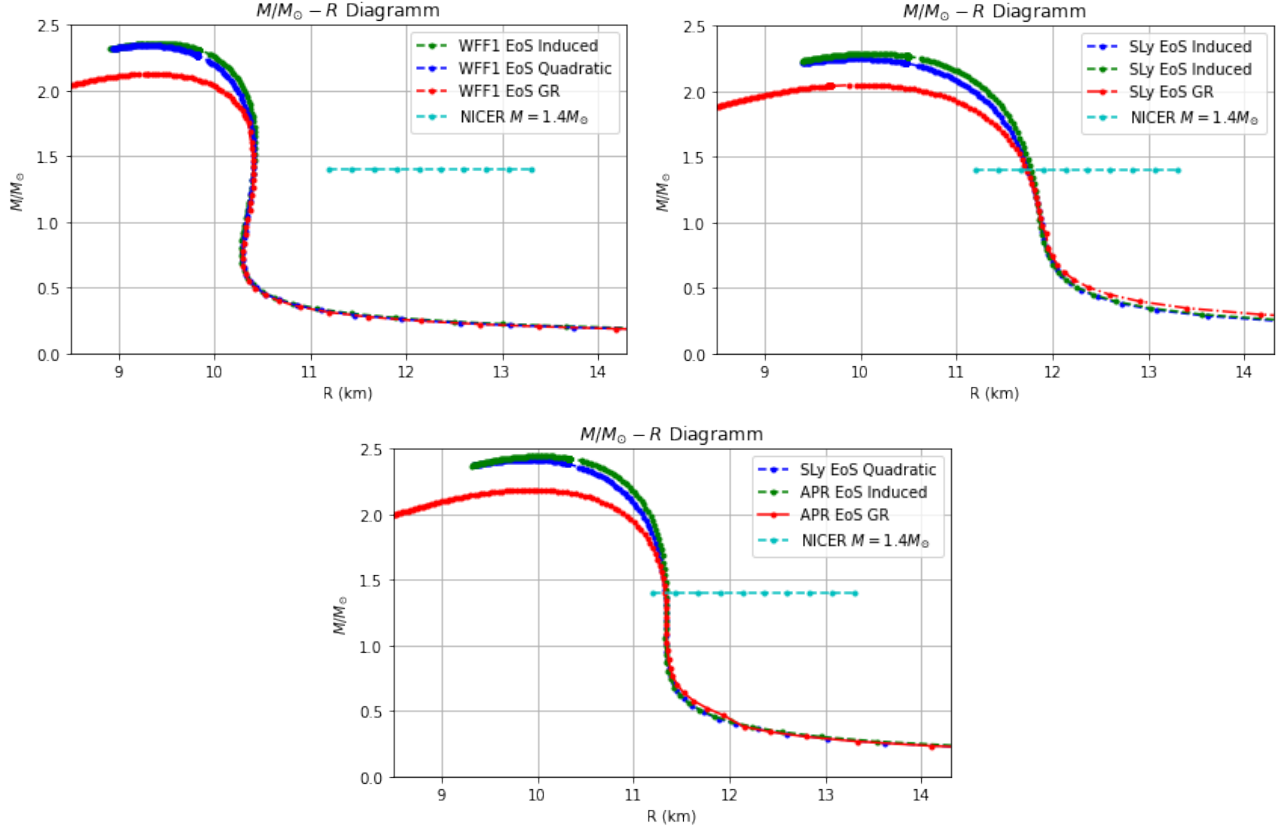 M/M⊙ − R Diagramm
2.5
2.0
1.5
1.0
0.5
0.0
M/M⊙
9 10 11 12 13 14
R (km)
WFF1 EoS Induced
WFF1 EoS Quadratic
WFF1 EoS GR
NICER M = 1.4M⊙
M/M⊙ − R Diagramm
2.5
2.0
1.5
1.0
0.5
0.0
M/M⊙
9 10 11 12 13 14
R (km)
SLy EoS Induced
SLy EoS Induced
SLy EoS GR
NICER M = 1.4M⊙
M/M⊙ − R Diagramm
2.5
2.0
1.5
1.0
0.5
0.0
M/M⊙
9 10 11 12 13 14
R (km)
SLy EoS Quadratic
APR EoS Induced
APR EoS GR
NICER M = 1.4M⊙